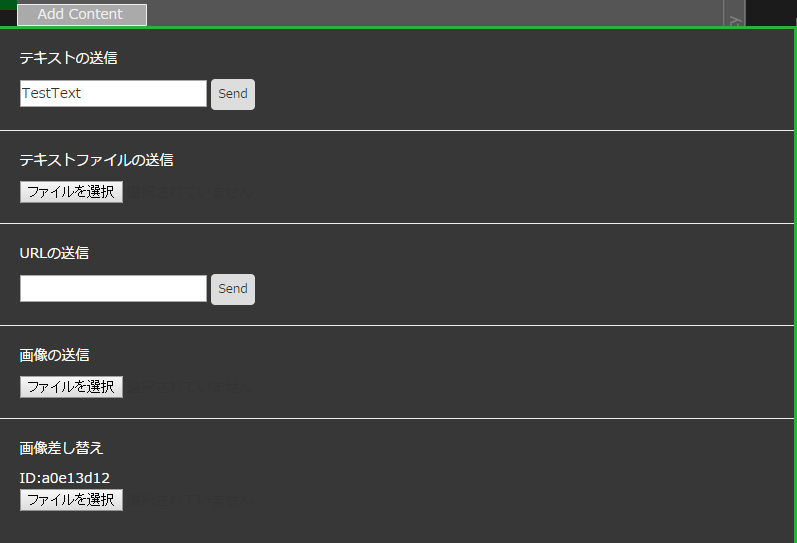 Add Content
テキストの送信
TestText
Send
テキストファイルの送信
ファイルを選択
URLの送信
Send
画像の送信
ファイルを選択
画像差し替え
ID:a0e13d12
ファイルを選択